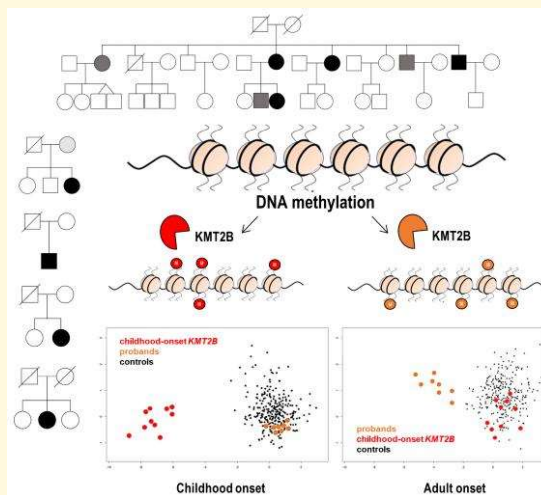 DNA methylation
KMT2B
KMT2B
childhood-onset KMT2B
probands
controls
probands
childhood-onset KMT2B
controls
Childhood onset
Adult onset